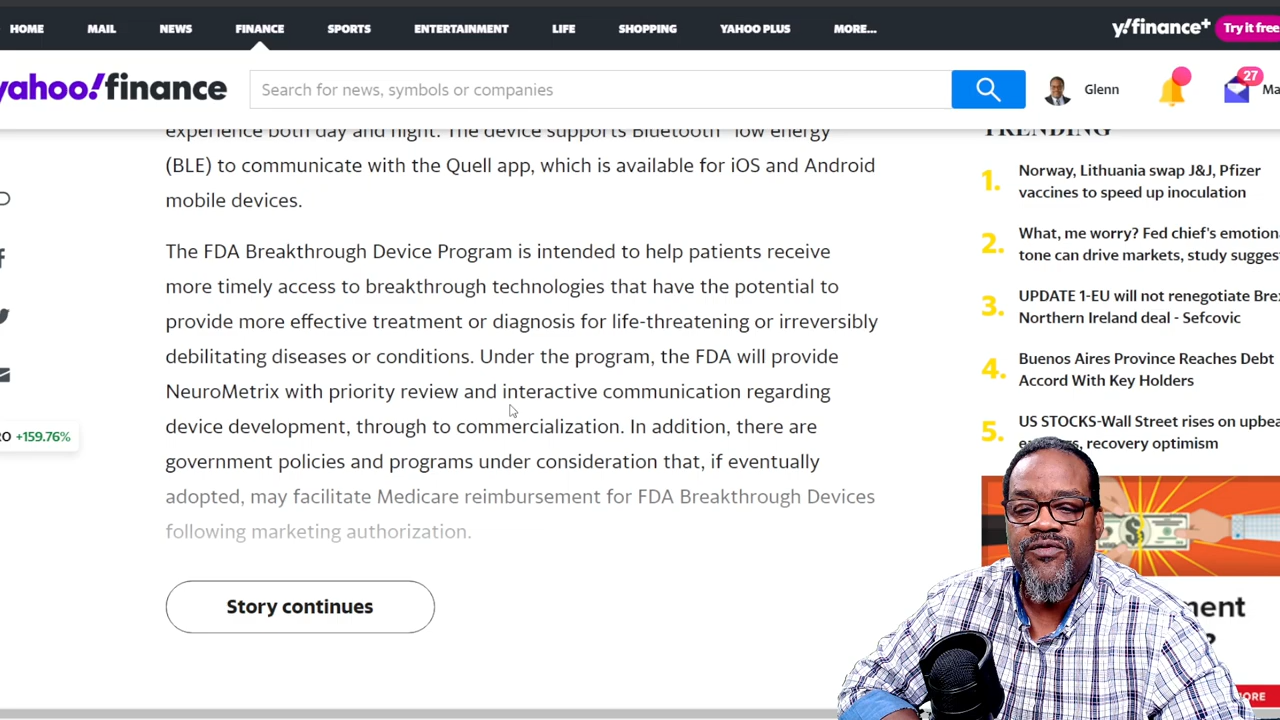 HOME MAIL NEWS FINANCE SPORTS ENTERTAINMENT LIFE SHOPPING YAHOO PLUS MORE...
y!finance+ Try it free
yahoo!finance
Search for news, symbols or companies
Glenn
27
Ma
experience both day and night. The device supports Bluetooth low energy
(BLE) to communicate with the Quell app, which is available for iOS and Android
mobile devices.
The FDA Breakthrough Device Program is intended to help patients receive
more timely access to breakthrough technologies that have the potential to
provide more effective treatment or diagnosis for life-threatening or irreversibly
debilitating diseases or conditions. Under the program, the FDA will provide
NeuroMetrix with priority review and interactive communication regarding
device development, through to commercialization. In addition, there are
government policies and programs under consideration that, if eventually
adopted, may facilitate Medicare reimbursement for FDA Breakthrough Devices
following marketing authorization.
Story continues
RO +159.76%
TRENDING
1. Norway, Lithuania swap J&J, Pfizer
vaccines to speed up inoculation
2. What, me worry? Fed chief's emotiona
tone can drive markets, study sugges
3. UPDATE 1-EU will not renegotiate Bre
Northern Ireland deal - Sefcovic
4. Buenos Aires Province Reaches Debt
Accord With Key Holders
5. US STOCKS-Wall Street rises on upbea
recovery optimism
ent
?
ORE